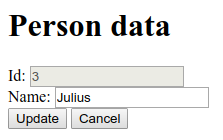 Person data
Id: 3
Name: Julius
Update Cancel